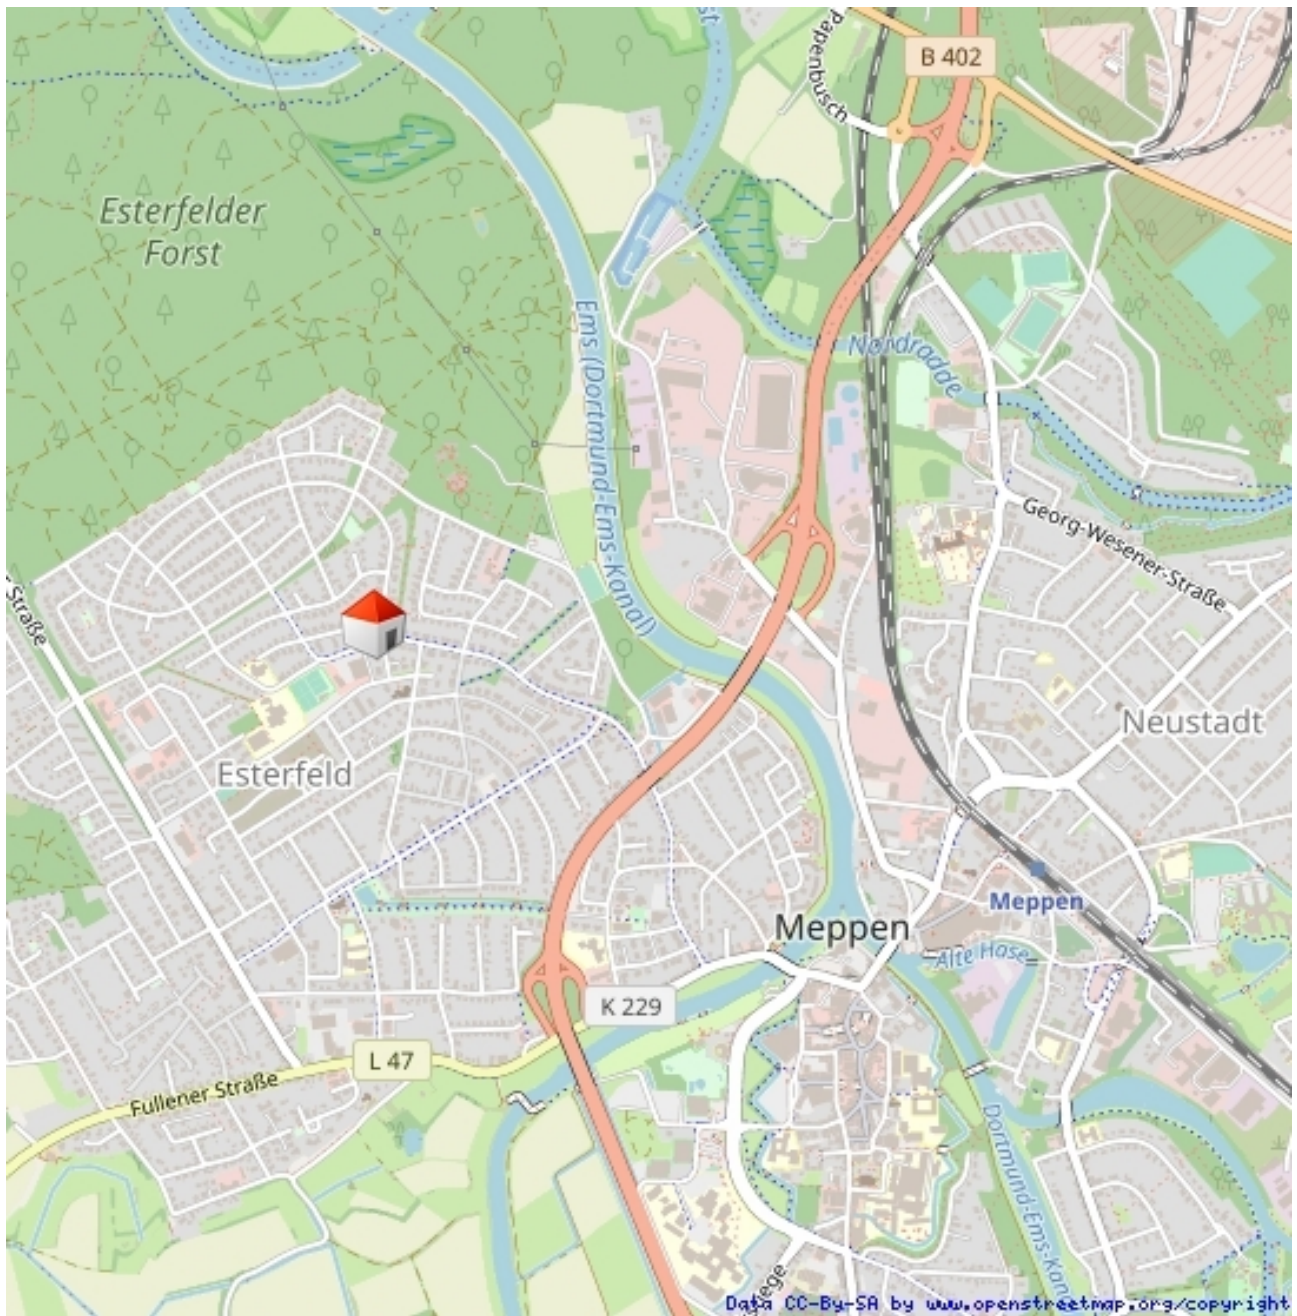 Papenbusch
B 402
Esterfelder
Forst
Ems (Dortmund-Ems-Kanal)
Nordradde
Georg-Wesener-Straße
Straße
Neustadt
Esterfeld
Meppen
Meppen
Alte Hase
K 229
L 47
Fullener Straße
Dortmund-Ems-Kana
Data CC-By-SA by www.openstreetmap.org/copyright